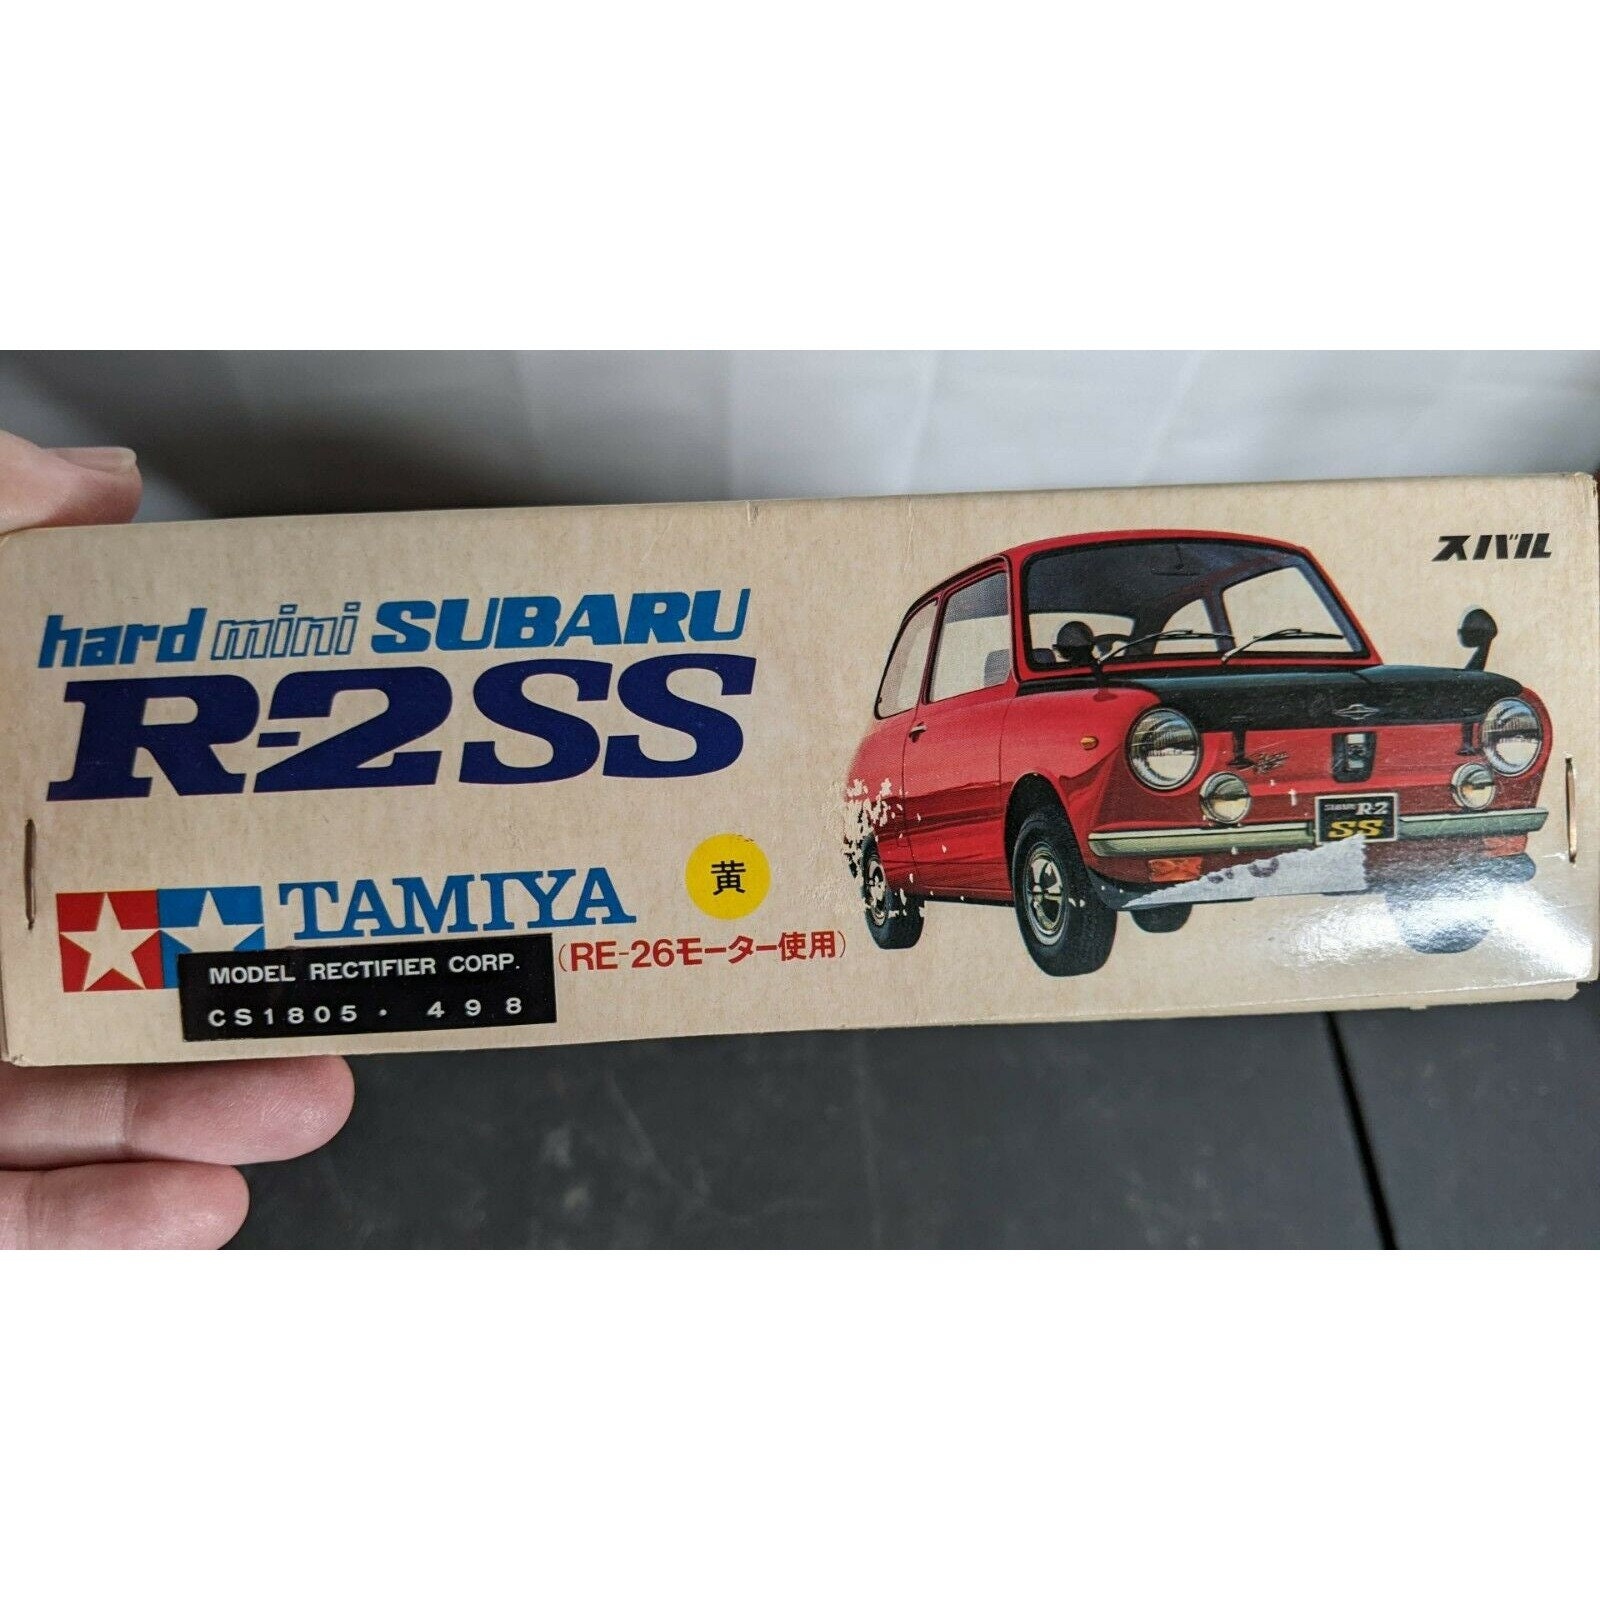 スバル
hard mini SUBARU
R-2SS
TAMIYA
黄
(RE-26モーター使用)
MODEL RECTIFIER CORP.
CS1805 · 498
SUBARU R-2
SS